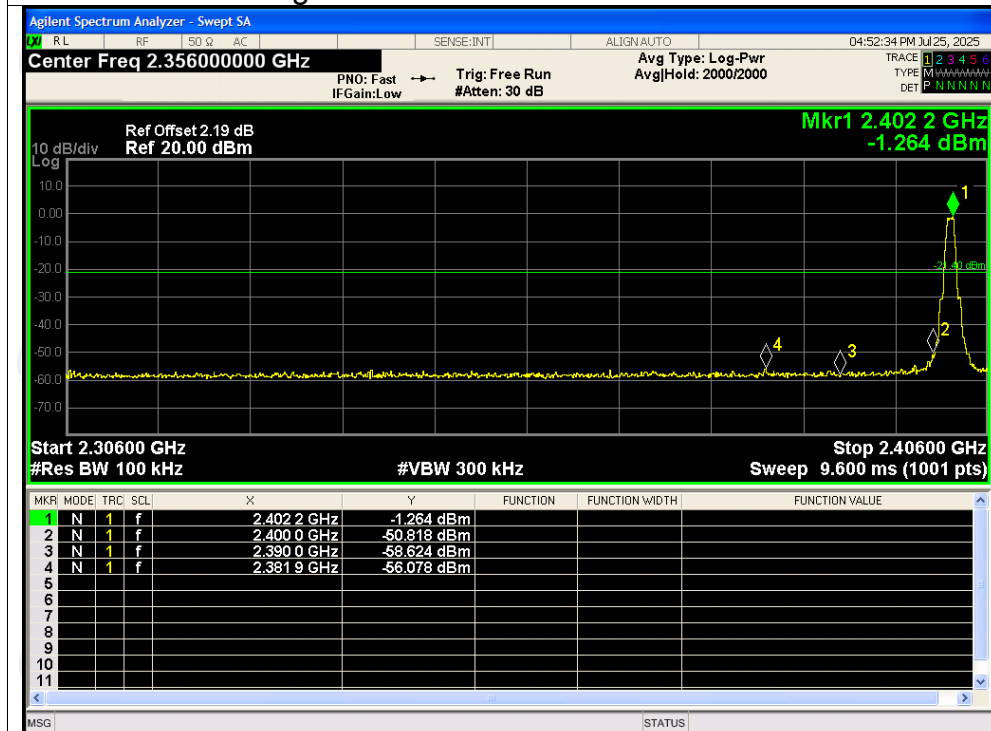 Agilent Spectrum Analyzer - Swept SA
LXI RL RF 50 Ω AC SENSE:INT ALIGN AUTO 04:52:34 PM Jul 25, 2025
Center Freq 2.356000000 GHz
PNO: Fast
IFGain:Low
Trig: Free Run
#Atten: 30 dB
Avg Type: Log-Pwr
Avg|Hold: 2000/2000
TRACE 1 2 3 4 5 6
TYPE M
DET P N N N N N
Ref Offset 2.19 dB
10 dB/div Ref 20.00 dBm
Log
Mkr1 2.402 2 GHz
-1.264 dBm
10.0
0.00
-10.0
-20.0
-30.0
-40.0
-50.0
-60.0
-70.0
1
-21.40 dBm
2
3
4
Start 2.30600 GHz Stop 2.40600 GHz
#Res BW 100 kHz #VBW 300 kHz Sweep 9.600 ms (1001 pts)
MKR MODE TRC SCL X Y FUNCTION FUNCTION WIDTH FUNCTION VALUE
1 N 1 f 2.402 2 GHz -1.264 dBm
2 N 1 f 2.400 0 GHz -50.818 dBm
3 N 1 f 2.390 0 GHz -58.624 dBm
4 N 1 f 2.381 9 GHz -56.078 dBm
5
6
7
8
9
10
11
MSG STATUS